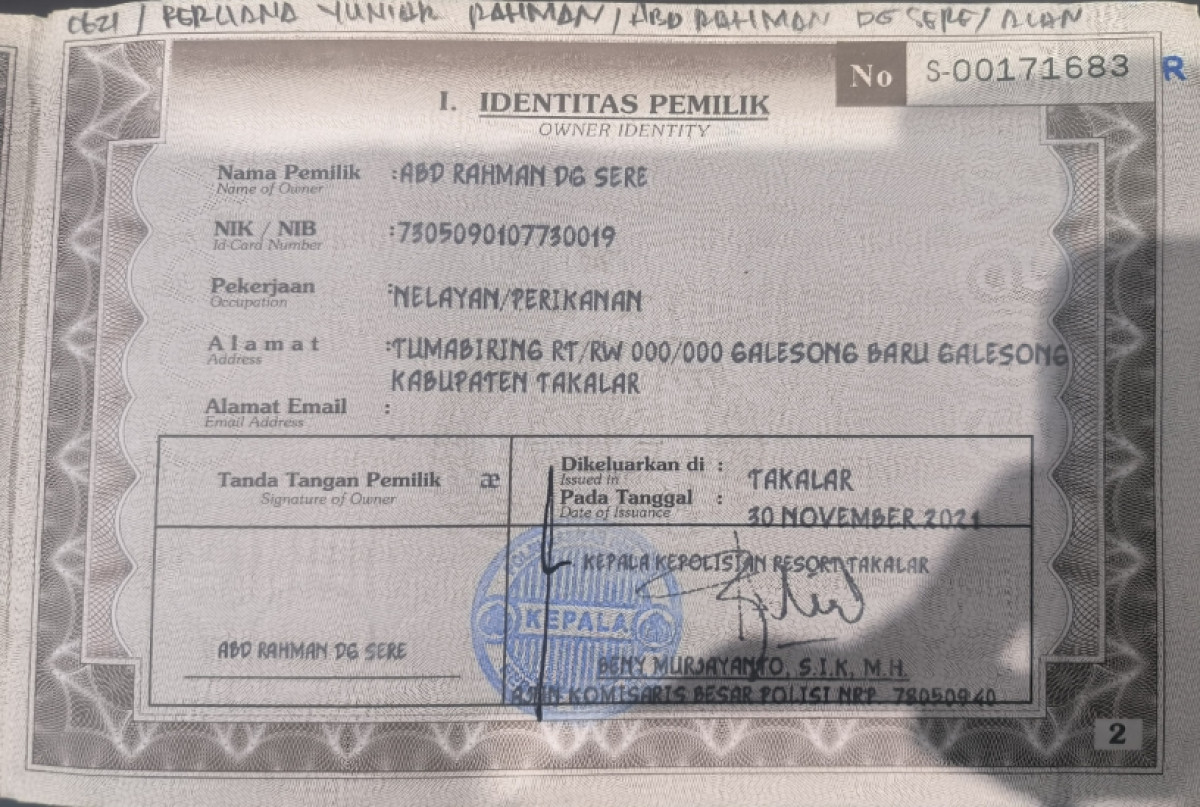 0621 / PERLIANA YUNIAR RAHMAN / ABD RAHMAN DG SERE / ALAN
No S-00171683 R
I. IDENTITAS PEMILIK
OWNER IDENTITY
Nama Pemilik :ABD RAHMAN DG SERE
Name of Owner
NIK / NIB :7305090107730019
Id-Card Number
Pekerjaan :NELAYAN/PERIKANAN
Occupation
Alamat :TUMABIRING RT/RW 000/000 GALESONG BARU GALESONG
Address
KABUPATEN TAKALAR
Alamat Email :
Email Address
Tanda Tangan Pemilik æ
Signature of Owner
Dikeluarkan di : TAKALAR
Issued in
Pada Tanggal : 30 NOVEMBER 2021
Date of Issuance
KEPALA KEPOLISIAN RESORT TAKALAR
KEPALA
ABD RAHMAN DG SERE
BENY MURJAYANTO, S.I.K, M.H.
KOMISARIS BESAR POLISI NRP 78050940
2